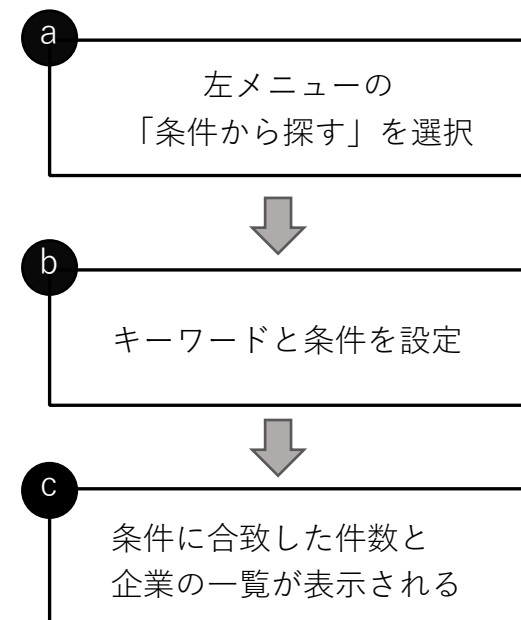 a
左メニューの
「条件から探す」を選択
b
キーワードと条件を設定
c
条件に合致した件数と
企業の一覧が表示される